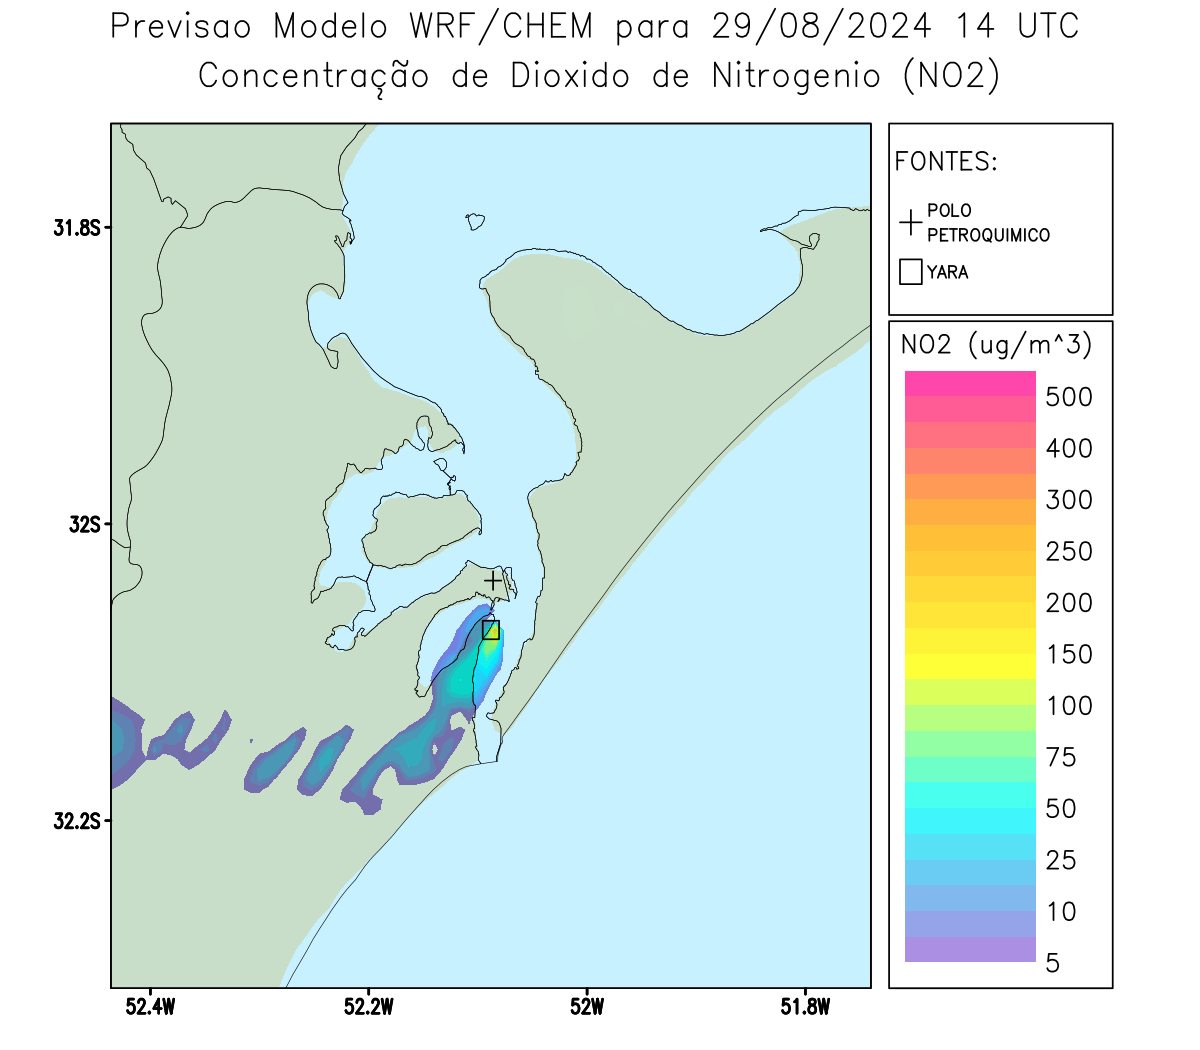 Previsao Modelo WRF/CHEM para 29/08/2024 14 UTC
Concentração de Dioxido de Nitrogenio (NO2)
31.8S
32S
32.2S
52.4W
52.2W
52W
51.8W
FONTES:
POLO
PETROQUIMICO
YARA
NO2 (ug/m^3)
500
400
300
250
200
150
100
75
50
25
10
5